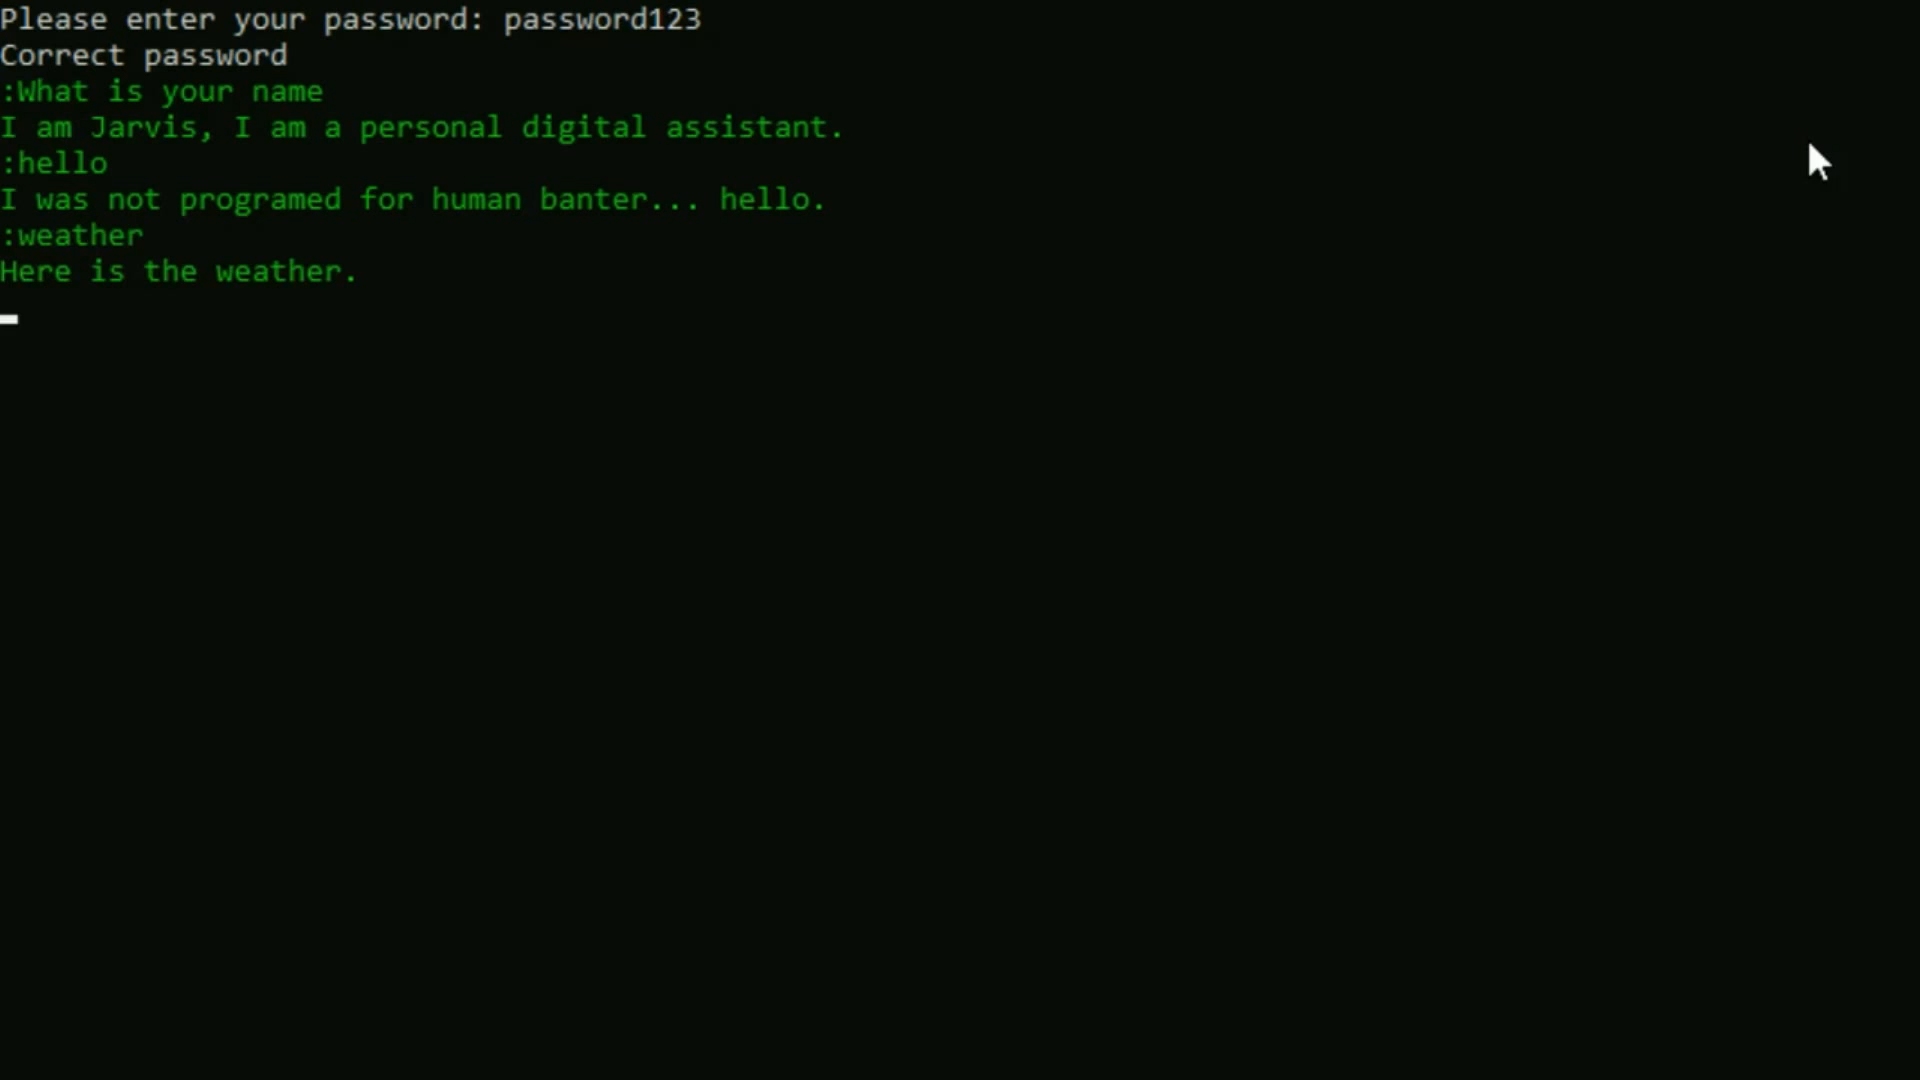 Please enter your password: password123
Correct password
:What is your name
I am Jarvis, I am a personal digital assistant.
:hello
I was not programed for human banter... hello.
:weather
Here is the weather.